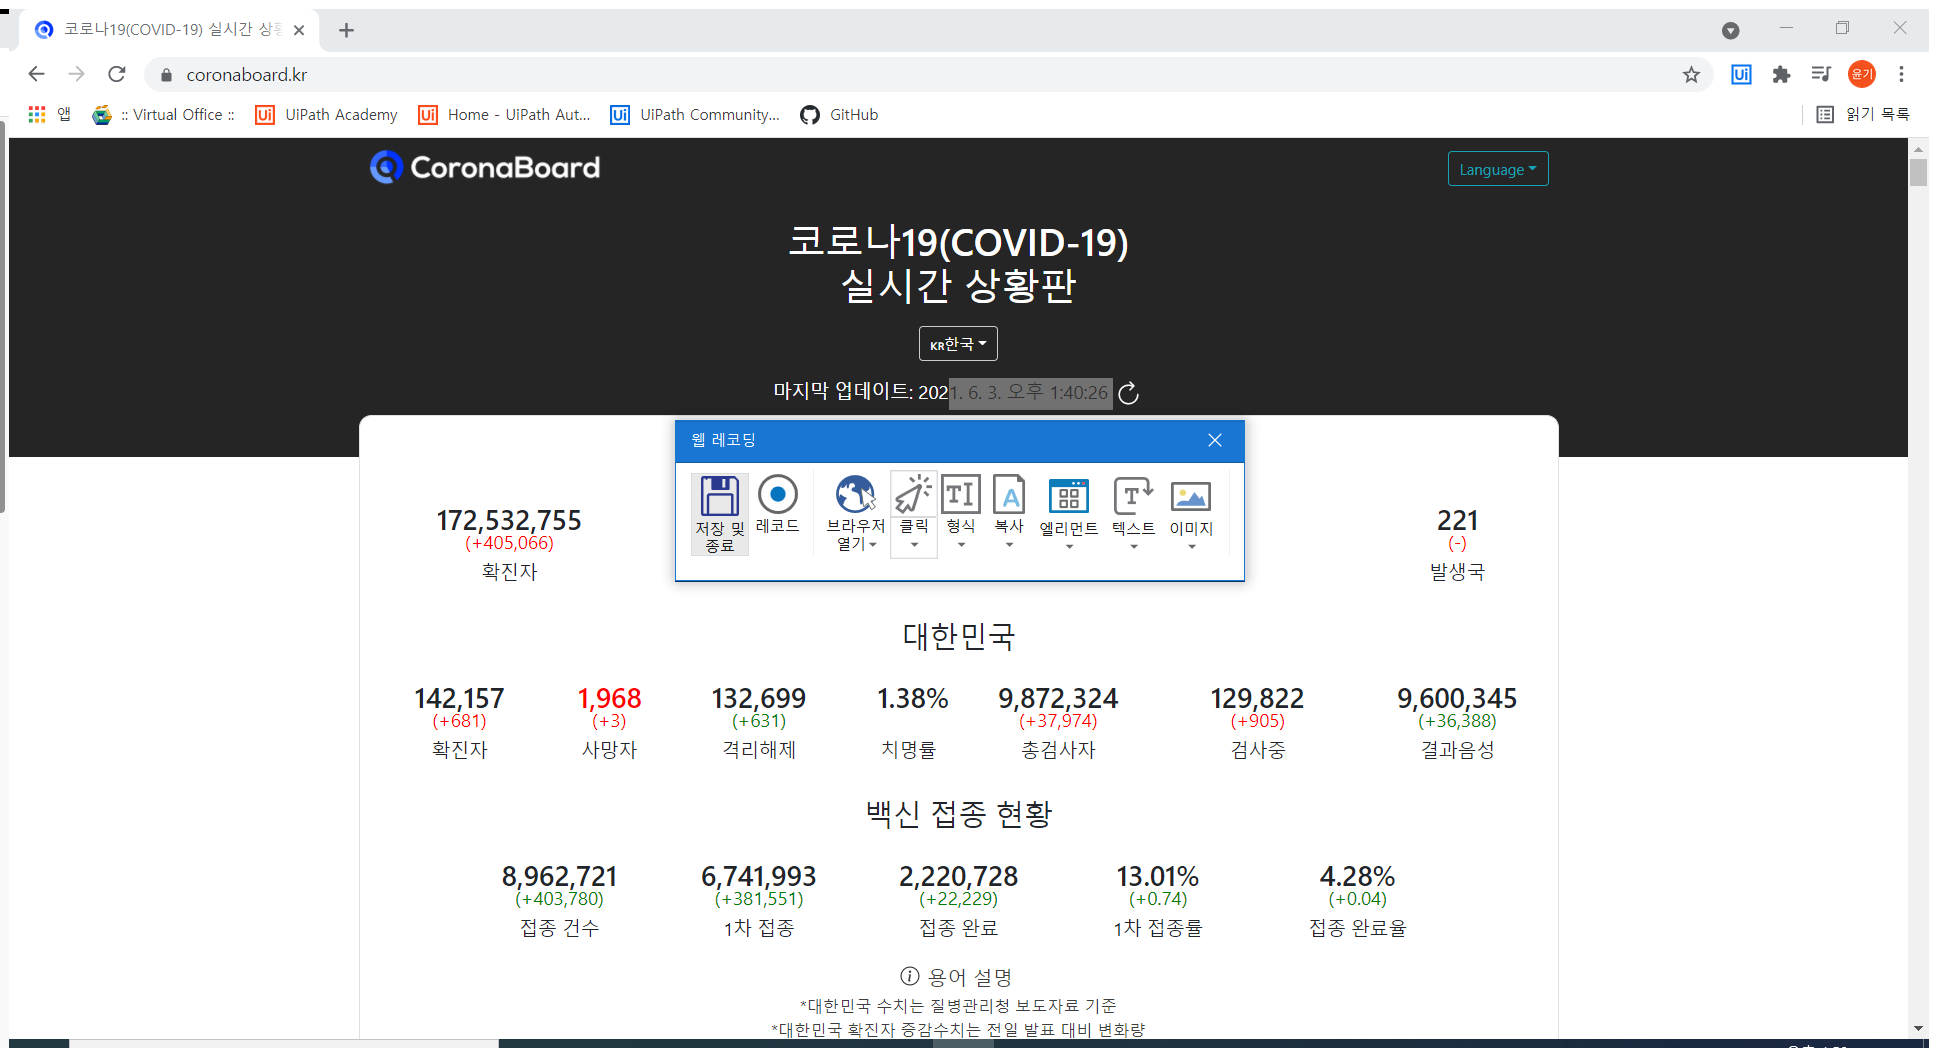 코로나19(COVID-19) 실시간 상황
coronaboard.kr
윤기
앱
:: Virtual Office ::
Ui UiPath Academy
Ui Home - UiPath Aut...
Ui UiPath Community...
GitHub
읽기 목록
CoronaBoard
Language
코로나19(COVID-19)
실시간 상황판
KR한국
마지막 업데이트: 2021. 6. 3. 오후 1:40:26
웹 레코딩
저장 및
종료
레코드
브라우저
열기
클릭
형식
복사
엘리먼트
텍스트
이미지
172,532,755
(+405,066)
확진자
221
(-)
발생국
대한민국
142,157
(+681)
확진자
1,968
(+3)
사망자
132,699
(+631)
격리해제
1.38%
치명률
9,872,324
(+37,974)
총검사자
129,822
(+905)
검사중
9,600,345
(+36,388)
결과음성
백신 접종 현황
8,962,721
(+403,780)
접종 건수
6,741,993
(+381,551)
1차 접종
2,220,728
(+22,229)
접종 완료
13.01%
(+0.74)
1차 접종률
4.28%
(+0.04)
접종 완료율
용어 설명
*대한민국 수치는 질병관리청 보도자료 기준
*대한민국 확진자 증감수치는 전일 발표 대비 변화량